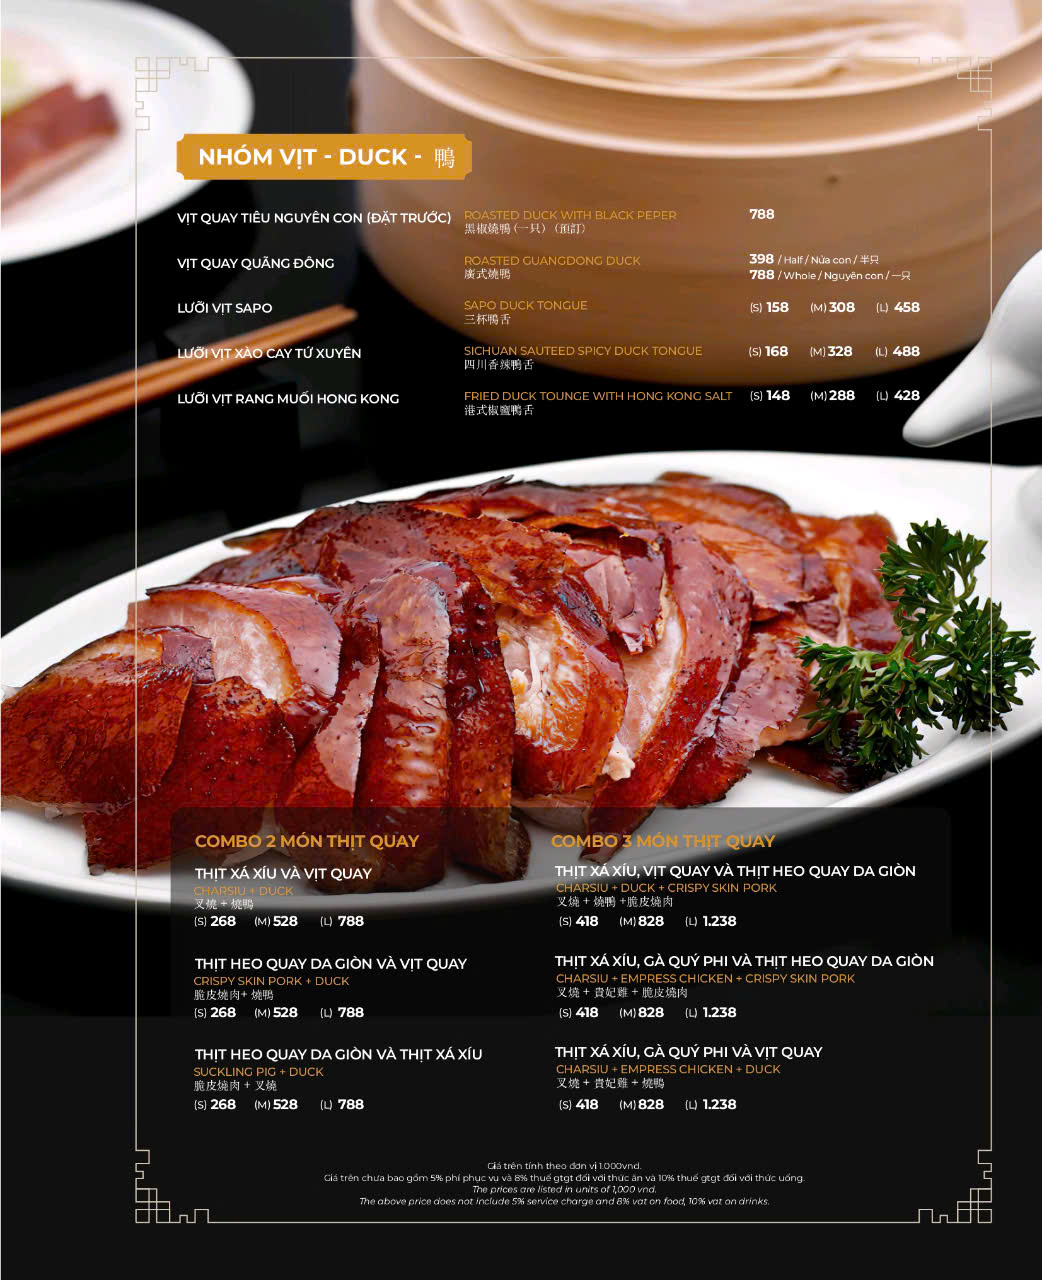 NHÓM VỊT - DUCK - 鴨
VỊT QUAY TIÊU NGUYÊN CON (ĐẶT TRƯỚC)
ROASTED DUCK WITH BLACK PEPER
788
黑椒燒鴨 (一只) (預訂)
VỊT QUAY QUÃNG ĐÔNG
ROASTED GUANGDONG DUCK
398 / Half / Nửa con / 半只
廣式燒鴨
788 / Whole / Nguyên con / 一只
LƯỠI VỊT SAPO
SAPO DUCK TONGUE
(S) 158 (M) 308 (L) 458
三杯鴨舌
LƯỠI VỊT XÀO CAY TỨ XUYÊN
SICHUAN SAUTEED SPICY DUCK TONGUE
(S) 168 (M) 328 (L) 488
四川香辣鴨舌
LƯỠI VỊT RANG MUỐI HONG KONG
FRIED DUCK TOUNGE WITH HONG KONG SALT
(S) 148 (M) 288 (L) 428
港式椒鹽鴨舌
COMBO 2 MÓN THỊT QUAY
THỊT XÁ XÍU VÀ VỊT QUAY
CHARSIU + DUCK
叉燒 + 燒鴨
(S) 268 (M) 528 (L) 788
THỊT HEO QUAY DA GIÒN VÀ VỊT QUAY
CRISPY SKIN PORK + DUCK
脆皮燒肉+ 燒鴨
(S) 268 (M) 528 (L) 788
THỊT HEO QUAY DA GIÒN VÀ THỊT XÁ XÍU
SUCKLING PIG + DUCK
脆皮燒肉 + 叉燒
(S) 268 (M) 528 (L) 788
COMBO 3 MÓN THỊT QUAY
THỊT XÁ XÍU, VỊT QUAY VÀ THỊT HEO QUAY DA GIÒN
CHARSIU + DUCK + CRISPY SKIN PORK
叉燒 + 燒鴨 +脆皮燒肉
(S) 418 (M) 828 (L) 1.238
THỊT XÁ XÍU, GÀ QUÝ PHI VÀ THỊT HEO QUAY DA GIÒN
CHARSIU + EMPRESS CHICKEN + CRISPY SKIN PORK
叉燒 + 貴妃雞 + 脆皮燒肉
(S) 418 (M) 828 (L) 1.238
THỊT XÁ XÍU, GÀ QUÝ PHI VÀ VỊT QUAY
CHARSIU + EMPRESS CHICKEN + DUCK
叉燒 + 貴妃雞 + 燒鴨
(S) 418 (M) 828 (L) 1.238
Giá trên tính theo đơn vị 1.000vnd.
Giá trên chưa bao gồm 5% phí phục vụ và 8% thuế gtgt đối với thức ăn và 10% thuế gtgt đối với thức uống.
The prices are listed in units of 1,000 vnd.
The above price does not include 5% service charge and 8% vat on food, 10% vat on drinks.